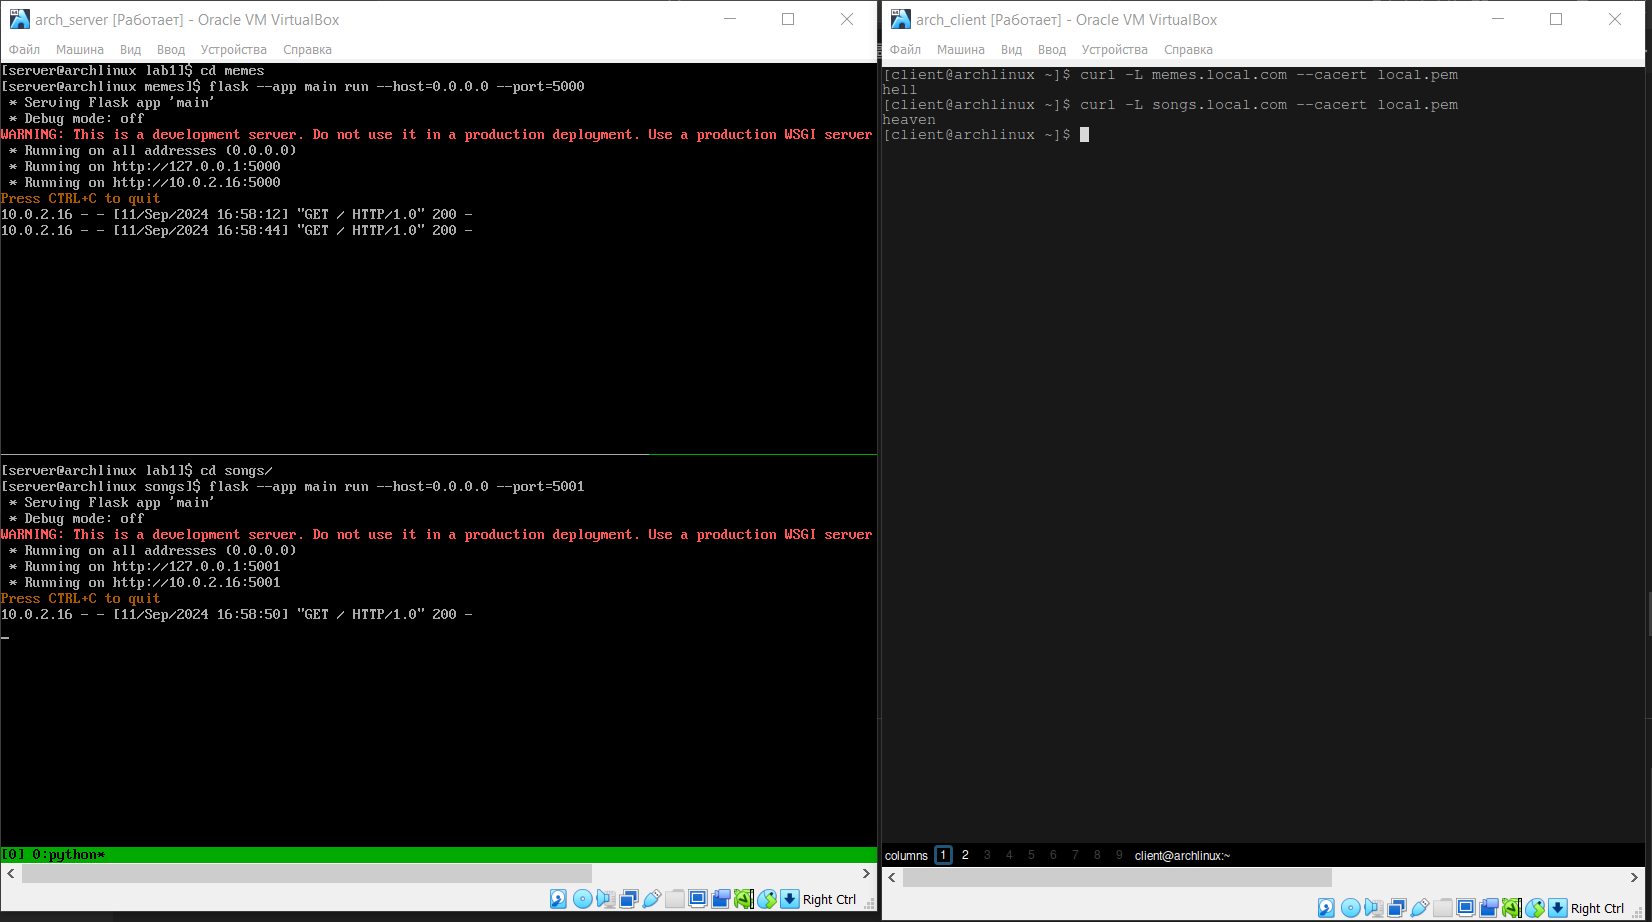 arch_server [Работает] - Oracle VM VirtualBox
Файл Машина Вид Ввод Устройства Справка
[server@archlinux lab1]$ cd memes
[server@archlinux memes]$ flask --app main run --host=0.0.0.0 --port=5000
 * Serving Flask app 'main'
 * Debug mode: off
WARNING: This is a development server. Do not use it in a production deployment. Use a production WSGI server
 * Running on all addresses (0.0.0.0)
 * Running on http://127.0.0.1:5000
 * Running on http://10.0.2.16:5000
Press CTRL+C to quit
10.0.2.16 - - [11/Sep/2024 16:58:12] "GET / HTTP/1.0" 200 -
10.0.2.16 - - [11/Sep/2024 16:58:44] "GET / HTTP/1.0" 200 -
[server@archlinux lab1]$ cd songs/
[server@archlinux songs]$ flask --app main run --host=0.0.0.0 --port=5001
 * Serving Flask app 'main'
 * Debug mode: off
WARNING: This is a development server. Do not use it in a production deployment. Use a production WSGI server
 * Running on all addresses (0.0.0.0)
 * Running on http://127.0.0.1:5001
 * Running on http://10.0.2.16:5001
Press CTRL+C to quit
10.0.2.16 - - [11/Sep/2024 16:58:50] "GET / HTTP/1.0" 200 -
[0] 0:python*
Right Ctrl
arch_client [Работает] - Oracle VM VirtualBox
Файл Машина Вид Ввод Устройства Справка
[client@archlinux ~]$ curl -L memes.local.com --cacert local.pem
hell
[client@archlinux ~]$ curl -L songs.local.com --cacert local.pem
heaven
[client@archlinux ~]$
columns 1 2 3 4 5 6 7 8 9 client@archlinux:~
Right Ctrl